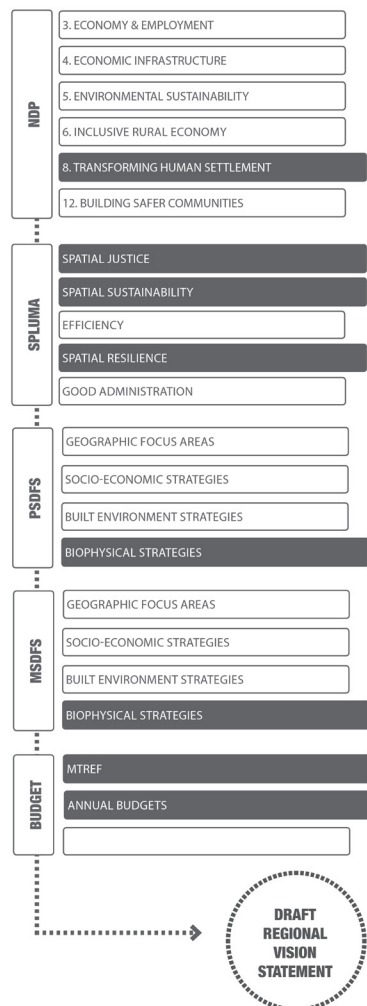 NDP
3. ECONOMY & EMPLOYMENT
4. ECONOMIC INFRASTRUCTURE
5. ENVIRONMENTAL SUSTAINABILITY
6. INCLUSIVE RURAL ECONOMY
8. TRANSFORMING HUMAN SETTLEMENT
12. BUILDING SAFER COMMUNITIES
SPLUMA
SPATIAL JUSTICE
SPATIAL SUSTAINABILITY
EFFICIENCY
SPATIAL RESILIENCE
GOOD ADMINISTRATION
PSDFS
GEOGRAPHIC FOCUS AREAS
SOCIO-ECONOMIC STRATEGIES
BUILT ENVIRONMENT STRATEGIES
BIOPHYSICAL STRATEGIES
MSDFS
GEOGRAPHIC FOCUS AREAS
SOCIO-ECONOMIC STRATEGIES
BUILT ENVIRONMENT STRATEGIES
BIOPHYSICAL STRATEGIES
BUDGET
MTREF
ANNUAL BUDGETS
DRAFT
REGIONAL
VISION
STATEMENT